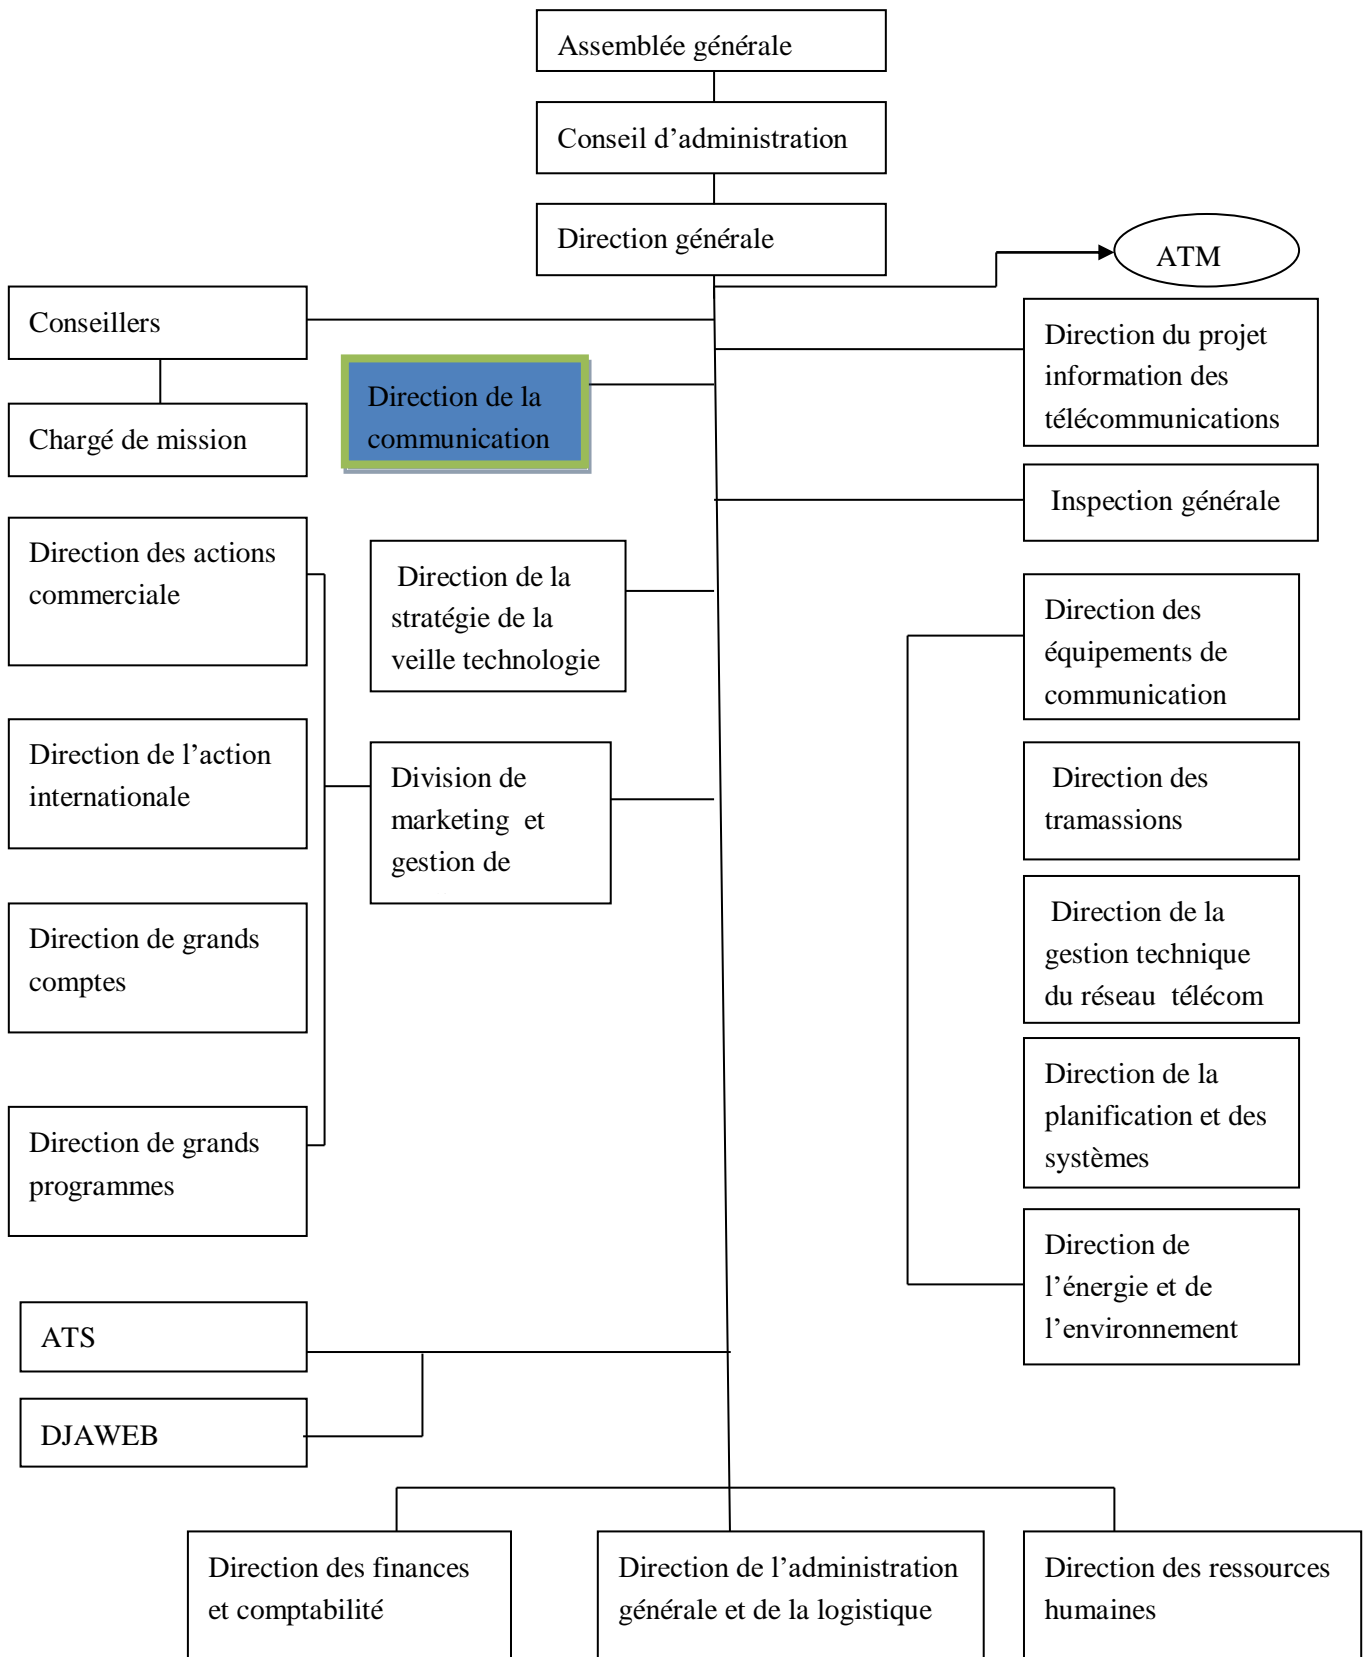 Assemblée générale
Conseil d’administration
Direction générale
ATM
Conseillers
Direction du projet
information des
télécommunications
Direction de la
communication
Chargé de mission
Inspection générale
Direction des actions
commerciale
Direction de la
stratégie de la
veille technologie
Direction des
équipements de
communication
Direction de l’action
internationale
Division de
marketing et
gestion de
Direction des
tramassions
Direction de grands
comptes
Direction de la
gestion technique
du réseau télécom
Direction de la
planification et des
systèmes
Direction de grands
programmes
Direction de
l’énergie et de
l’environnement
ATS
DJAWEB
Direction des finances
et comptabilité
Direction de l’administration
générale et de la logistique
Direction des ressources
humaines